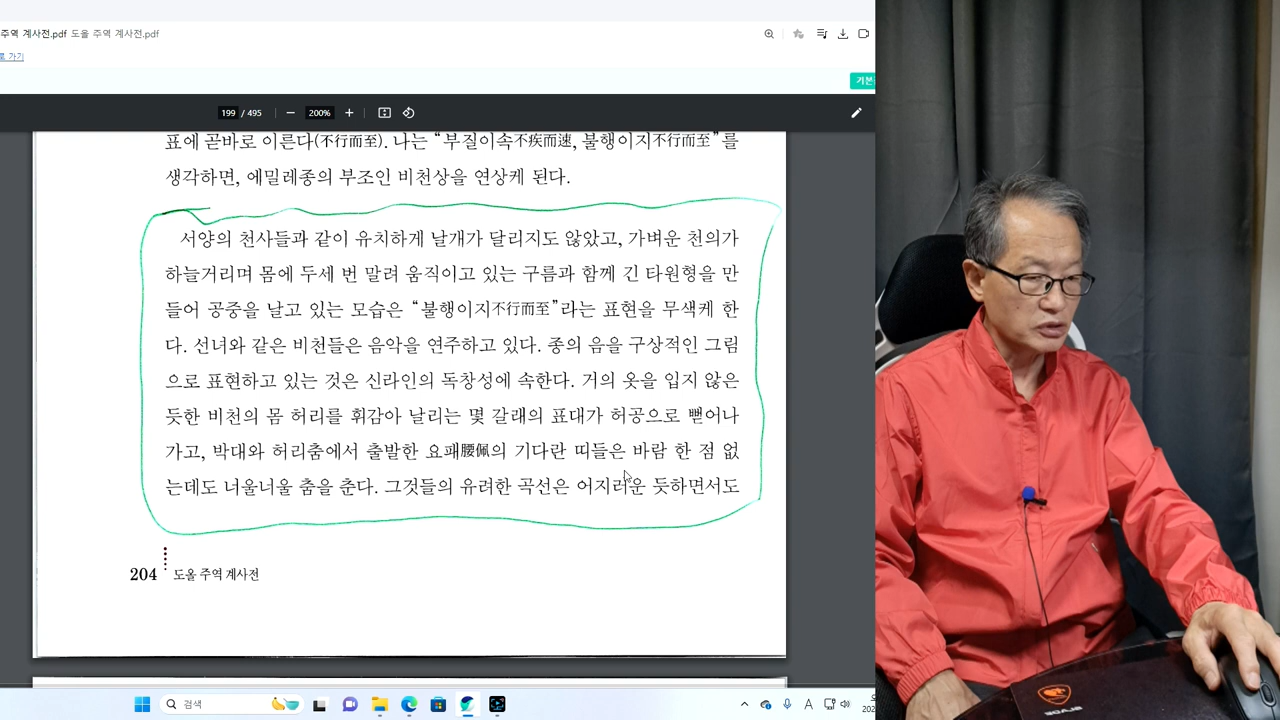 주역 계사전.pdf 도올 주역 계사전.pdf
로 가기
기본
199 / 495 200%
표에 곧바로 이른다(不行而至). 나는 “부질이속不疾而速, 불행이지不行而至”를
생각하면, 에밀레종의 부조인 비천상을 연상케 된다.
서양의 천사들과 같이 유치하게 날개가 달리지도 않았고, 가벼운 천의가
하늘거리며 몸에 두세 번 말려 움직이고 있는 구름과 함께 긴 타원형을 만
들어 공중을 날고 있는 모습은 “불행이지不行而至”라는 표현을 무색케 한
다. 선녀와 같은 비천들은 음악을 연주하고 있다. 종의 음을 구상적인 그림
으로 표현하고 있는 것은 신라인의 독창성에 속한다. 거의 옷을 입지 않은
듯한 비천의 몸 허리를 휘감아 날리는 몇 갈래의 표대가 허공으로 뻗어나
가고, 박대와 허리춤에서 출발한 요패腰佩의 기다란 띠들은 바람 한 점 없
는데도 너울너울 춤을 춘다. 그것들의 유려한 곡선은 어지러운 듯하면서도
204 도올 주역 계사전
검색
A